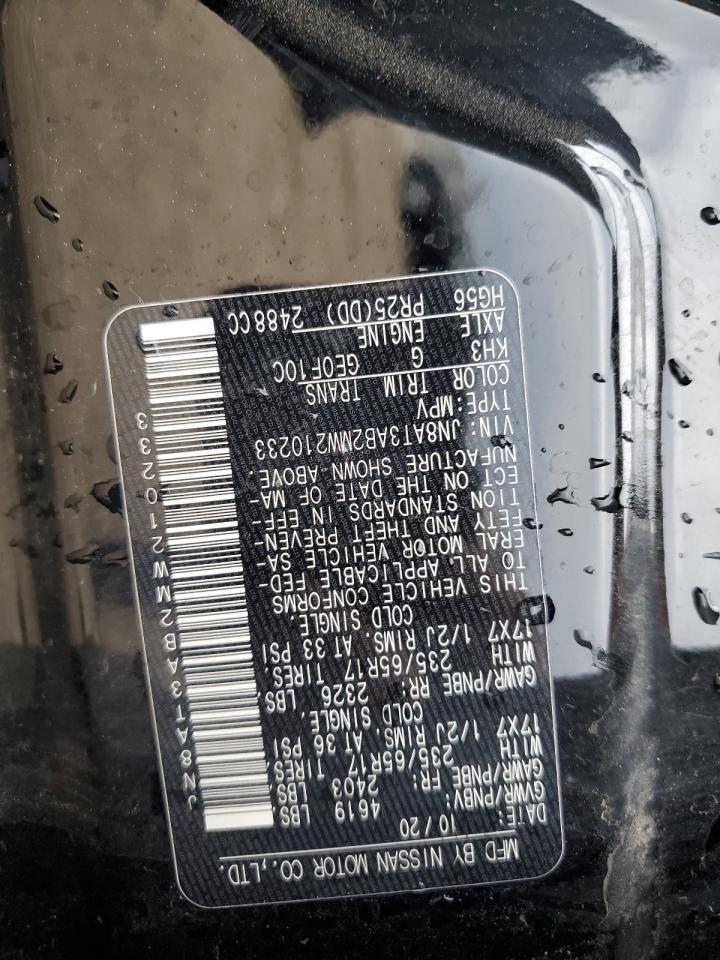 MFD BY NISSAN MOTOR CO.,LTD.
DATE: 10/20
GVWR/PNBV: 4619 LBS
GAWR/PNBE FR: 2403 LBS
WITH 235/65R17 TIRES,
17X7 1/2J RIMS, AT 36 PSI
COLD SINGLE.
GAWR/PNBE RR: 2326 LBS.
WITH 235/65R17 TIRES.
17X7 1/2J RIMS. AT 33 PSI
COLD SINGLE.
THIS VEHICLE CONFORMS
TO ALL APPLICABLE FED-
ERAL MOTOR VEHICLE SA-
FETY AND THEFT PREVEN-
TION STANDARDS IN EFF-
ECT ON THE DATE OF MA-
NUFACTURE SHOWN ABOVE.
VIN: JN8AT3AB2MW210233
TYPE: MPV
COLOR TRIM TRANS
KH3 G GE0F10C
AXLE ENGINE
HG56 PR25(DD) 2488CC
JN8AT3AB2MW210233